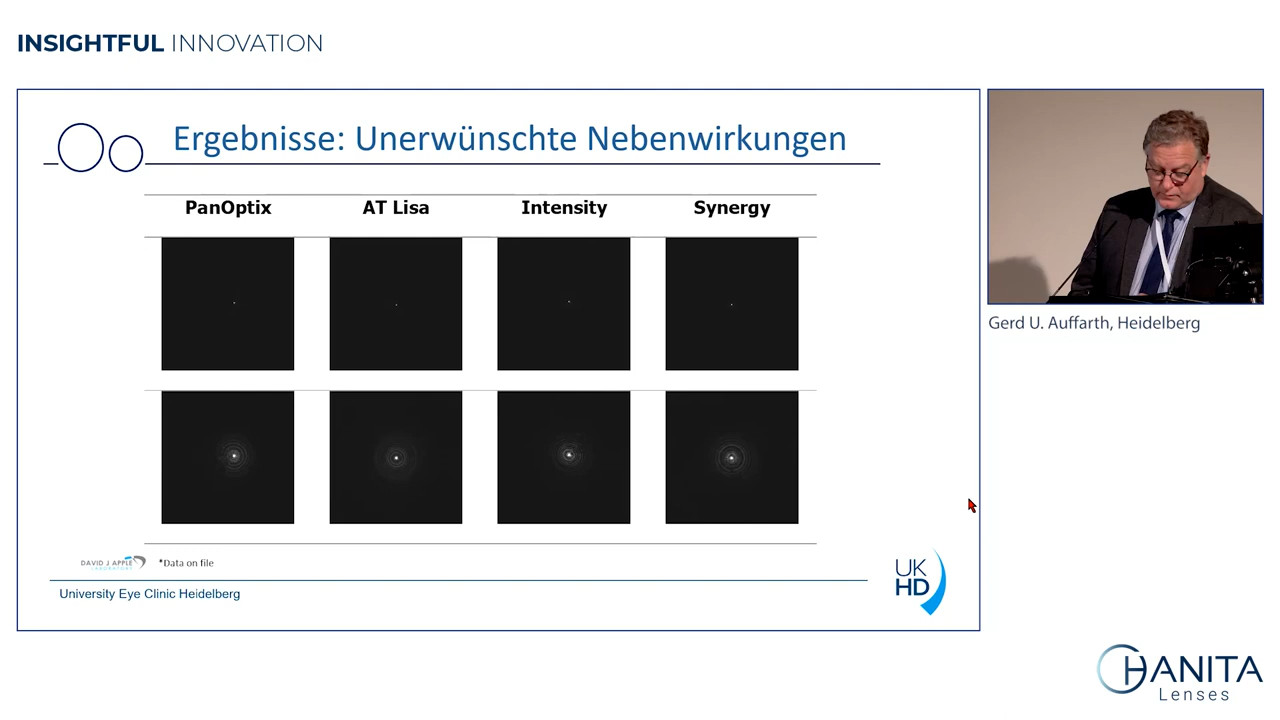 INSIGHTFUL INNOVATION
Ergebnisse: Unerwünschte Nebenwirkungen
PanOptix AT Lisa Intensity Synergy
DAVID J APPLE
LABORATORY
*Data on file
University Eye Clinic Heidelberg
UK
HD
Gerd U. Auffarth, Heidelberg
HANITA
Lenses